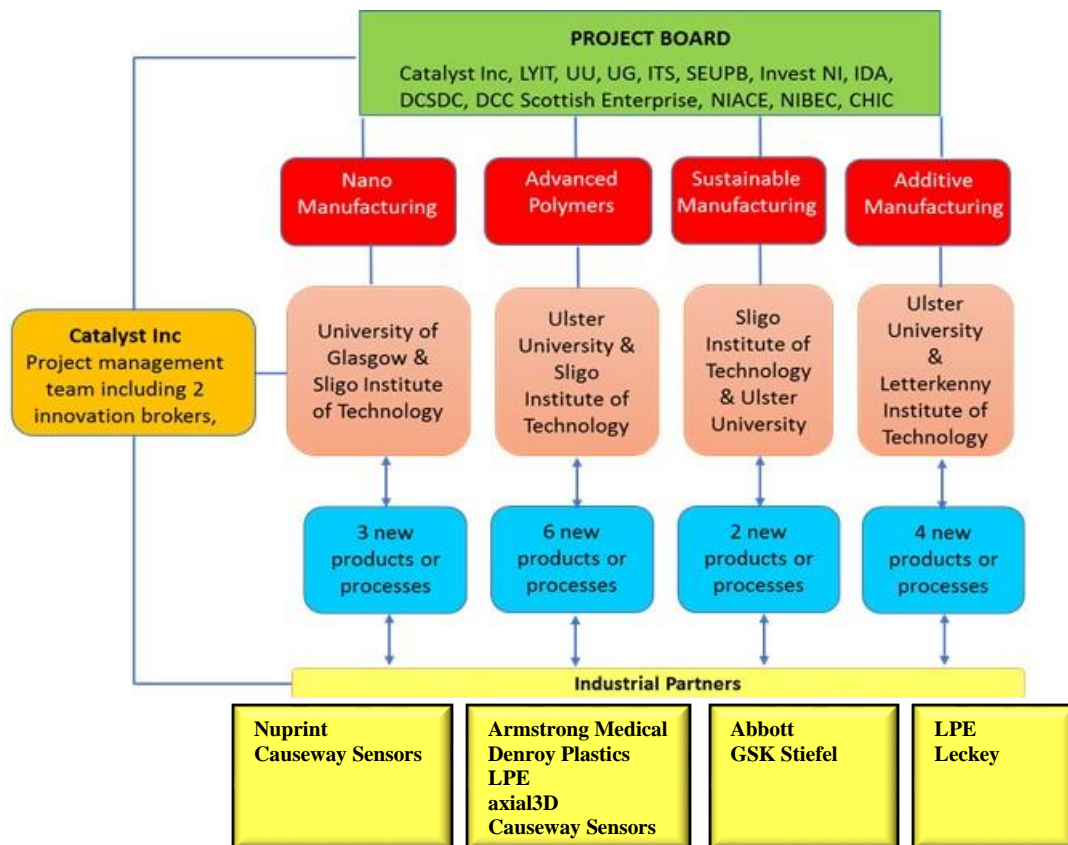 PROJECT BOARD
Catalyst Inc, LYIT, UU, UG, ITS, SEUPB, Invest NI, IDA,
DCSDC, DCC Scottish Enterprise, NIACE, NIBEC, CHIC
Nano
Manufacturing
Advanced
Polymers
Sustainable
Manufacturing
Additive
Manufacturing
Catalyst Inc
Project management
team including 2
innovation brokers,
University of
Glasgow &
Sligo Institute
of Technology
Ulster
University &
Sligo
Institute of
Technology
Sligo
Institute of
Technology
& Ulster
University
Ulster
University
&
Letterkenny
Institute of
Technology
3 new
products or
processes
6 new
products or
processes
2 new
products or
processes
4 new
products or
processes
Industrial Partners
Nuprint
Causeway Sensors
Armstrong Medical
Denroy Plastics
LPE
axial3D
Causeway Sensors
Abbott
GSK Stiefel
LPE
Leckey